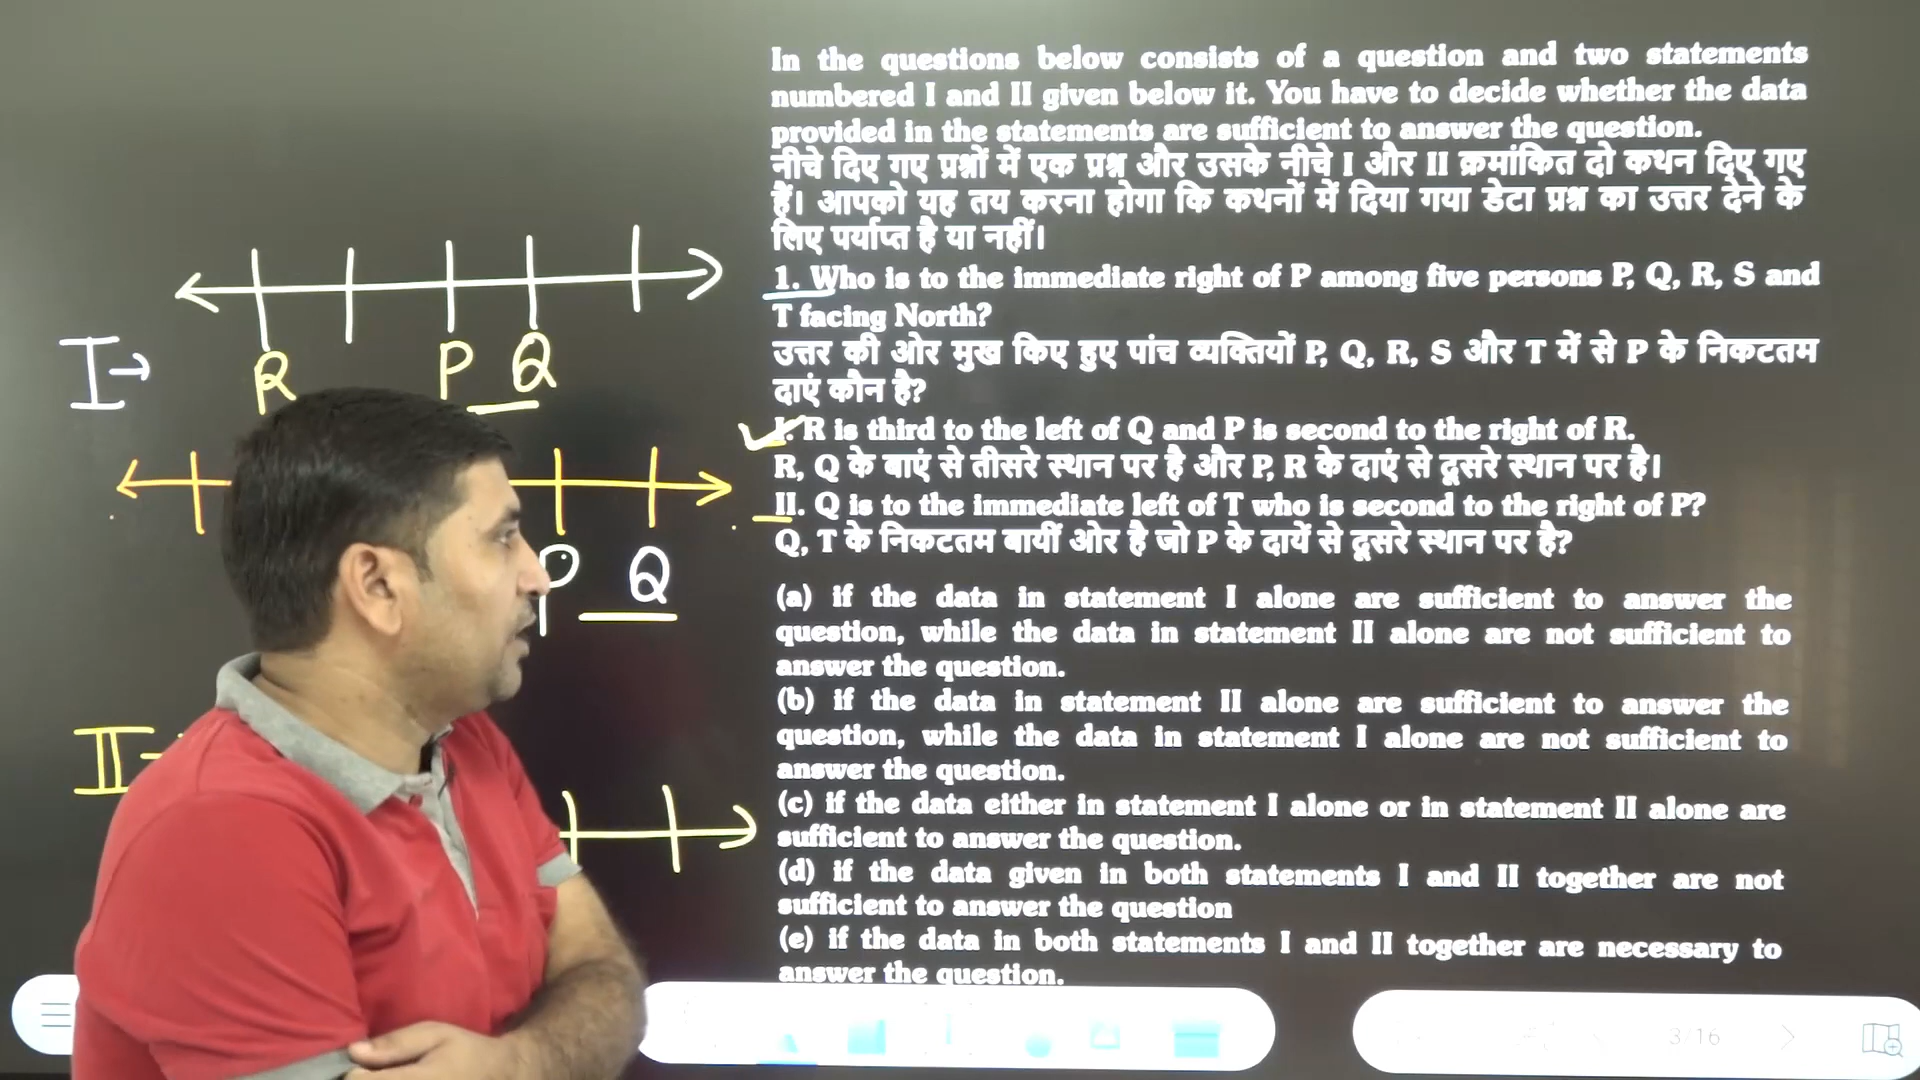 In the questions below consists of a question and two statements
numbered I and II given below it. You have to decide whether the data
provided in the statements are sufficient to answer the question.
नीचे दिए गए प्रश्नों में एक प्रश्न और उसके नीचे I और II क्रमांकित दो कथन दिए गए
हैं। आपको यह तय करना होगा कि कथनों में दिया गया डेटा प्रश्न का उत्तर देने के
लिए पर्याप्त है या नहीं।
1. Who is to the immediate right of P among five persons P, Q, R, S and
T facing North?
उत्तर की ओर मुख किए हुए पांच व्यक्तियों P, Q, R, S और T में से P के निकटतम
दाएं कौन है?
I. R is third to the left of Q and P is second to the right of R.
R, Q के बाएं से तीसरे स्थान पर है और P, R के दाएं से दूसरे स्थान पर है।
II. Q is to the immediate left of T who is second to the right of P?
Q, T के निकटतम बायीं ओर है जो P के दायें से दूसरे स्थान पर है?
(a) if the data in statement I alone are sufficient to answer the
question, while the data in statement II alone are not sufficient to
answer the question.
(b) if the data in statement II alone are sufficient to answer the
question, while the data in statement I alone are not sufficient to
answer the question.
(c) if the data either in statement I alone or in statement II alone are
sufficient to answer the question.
(d) if the data given in both statements I and II together are not
sufficient to answer the question
(e) if the data in both statements I and II together are necessary to
answer the question.
I→
R P Q
P Q
II-
3/16